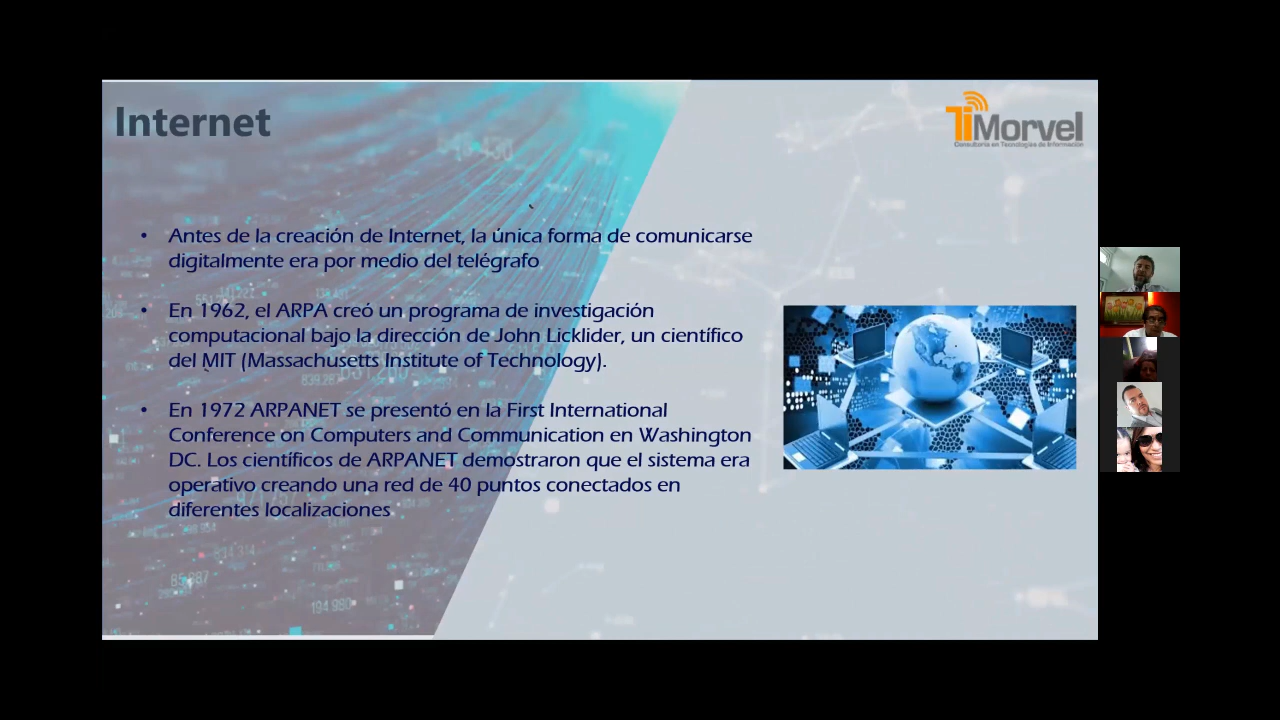 Internet
TiMorvel
Consultoría en Tecnologías de Información
• Antes de la creación de Internet, la única forma de comunicarse
digitalmente era por medio del telégrafo
• En 1962, el ARPA creó un programa de investigación
computacional bajo la dirección de John Licklider, un científico
del MIT (Massachusetts Institute of Technology).
• En 1972 ARPANET se presentó en la First International
Conference on Computers and Communication en Washington
DC. Los científicos de ARPANET demostraron que el sistema era
operativo creando una red de 40 puntos conectados en
diferentes localizaciones